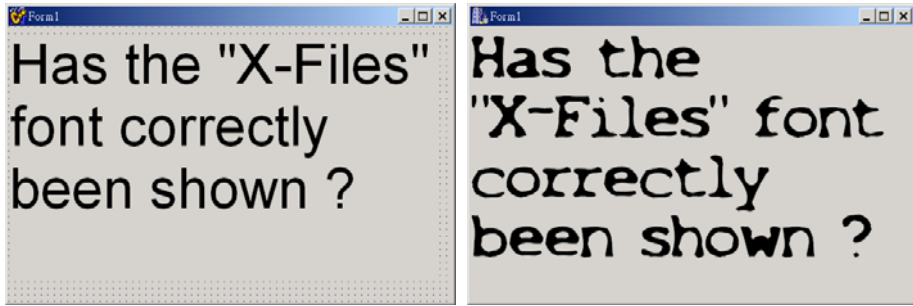 Form1
Has the "X-Files"
font correctly
been shown ?
Form1
Has the
"X-Files" font
correctly
been shown ?